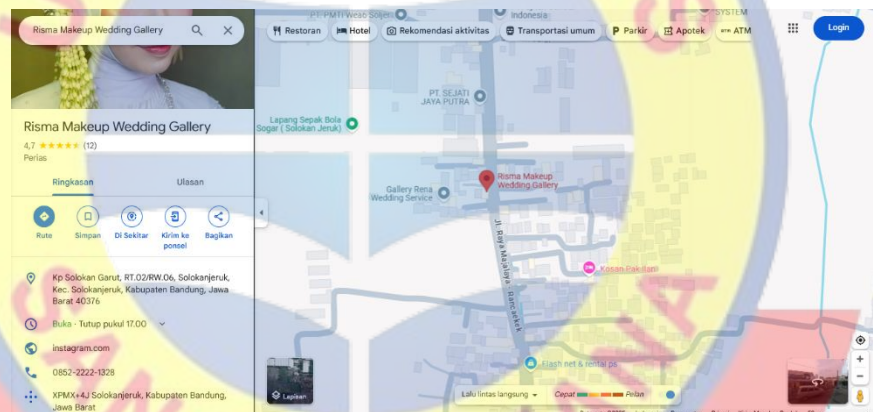 Risma Makeup Wedding Gallery
Restoran
Hotel
Rekomendasi aktivitas
Transportasi umum
Parkir
Apotek
ATM
Login
Indonesia
SYSTEM
PT. SEJATI
JAYA PUTRA
Lapang Sepak Bola
Sogar ( Solokan Jeruk)
Risma Makeup
Wedding Gallery
Gallery Rena
Wedding Service
Jl. Raya Majalaya - Rancaekek
Kosan Pak Dani
Flash net & rental ps
Risma Makeup Wedding Gallery
4,7 ★★★★★ (12)
Perias
Ringkasan
Ulasan
Rute
Simpan
Di Sekitar
Kirim ke
ponsel
Bagikan
Kp Solokan Garut, RT.02/RW.06, Solokanjeruk,
Kec. Solokanjeruk, Kabupaten Bandung, Jawa
Barat 40376
Buka · Tutup pukul 17.00
instagram.com
0852-2222-1328
XPMX+4J Solokanjeruk, Kabupaten Bandung,
Jawa Barat
Lapisan
Lalu lintas langsung
Cepat
Pelan